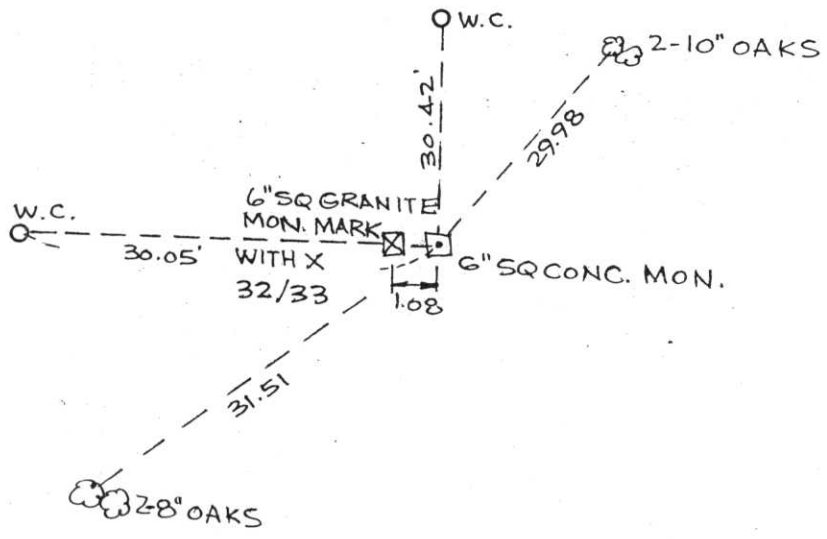 W.C.
2-10" OAKS
30.42'
29.98
6" SQ GRANITE
MON. MARK
WITH X
32/33
W.C.
30.05'
6" SQ CONC. MON.
1.08
31.51
2-8" OAKS